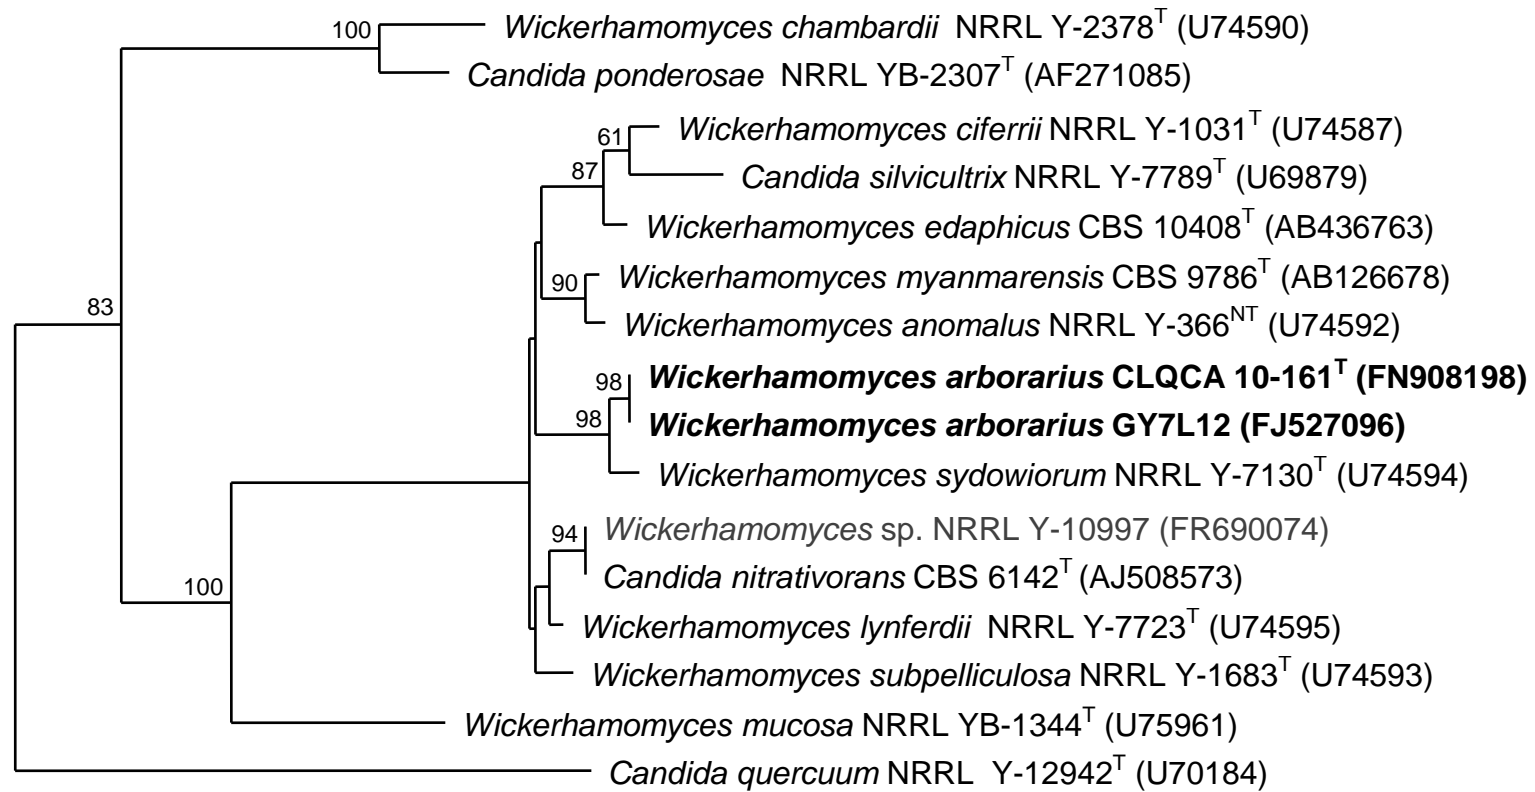 100 Wickerhamomyces chambardii NRRL Y-2378T (U74590)
Candida ponderosae NRRL YB-2307T (AF271085)
61 Wickerhamomyces ciferrii NRRL Y-1031T (U74587)
87 Candida silvicultrix NRRL Y-7789T (U69879)
Wickerhamomyces edaphicus CBS 10408T (AB436763)
90 Wickerhamomyces myanmarensis CBS 9786T (AB126678)
83 Wickerhamomyces anomalus NRRL Y-366NT (U74592)
98 Wickerhamomyces arborarius CLQCA 10-161T (FN908198)
98 Wickerhamomyces arborarius GY7L12 (FJ527096)
Wickerhamomyces sydowiorum NRRL Y-7130T (U74594)
94 Wickerhamomyces sp. NRRL Y-10997 (FR690074)
100 Candida nitrativorans CBS 6142T (AJ508573)
Wickerhamomyces lynferdii NRRL Y-7723T (U74595)
Wickerhamomyces subpelliculosa NRRL Y-1683T (U74593)
Wickerhamomyces mucosa NRRL YB-1344T (U75961)
Candida quercuum NRRL Y-12942T (U70184)